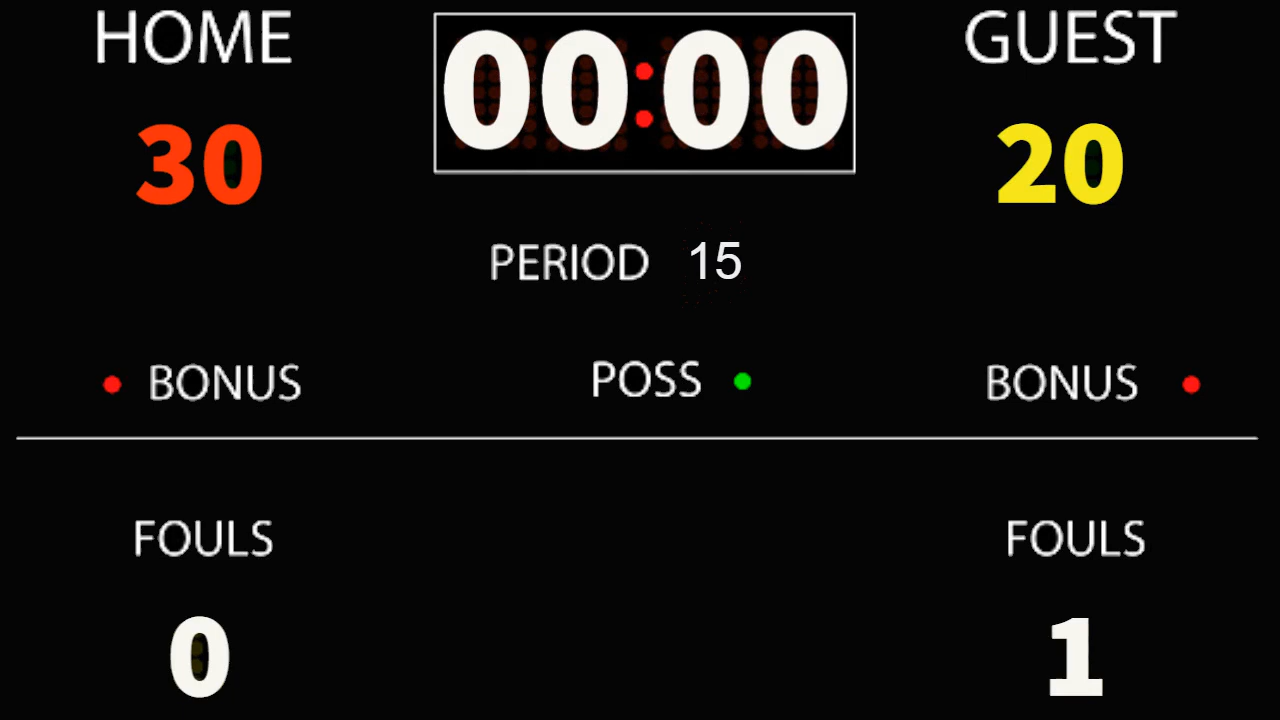 HOME 00:00 GUEST
30 20
PERIOD 15
BONUS POSS BONUS
FOULS FOULS
0 1